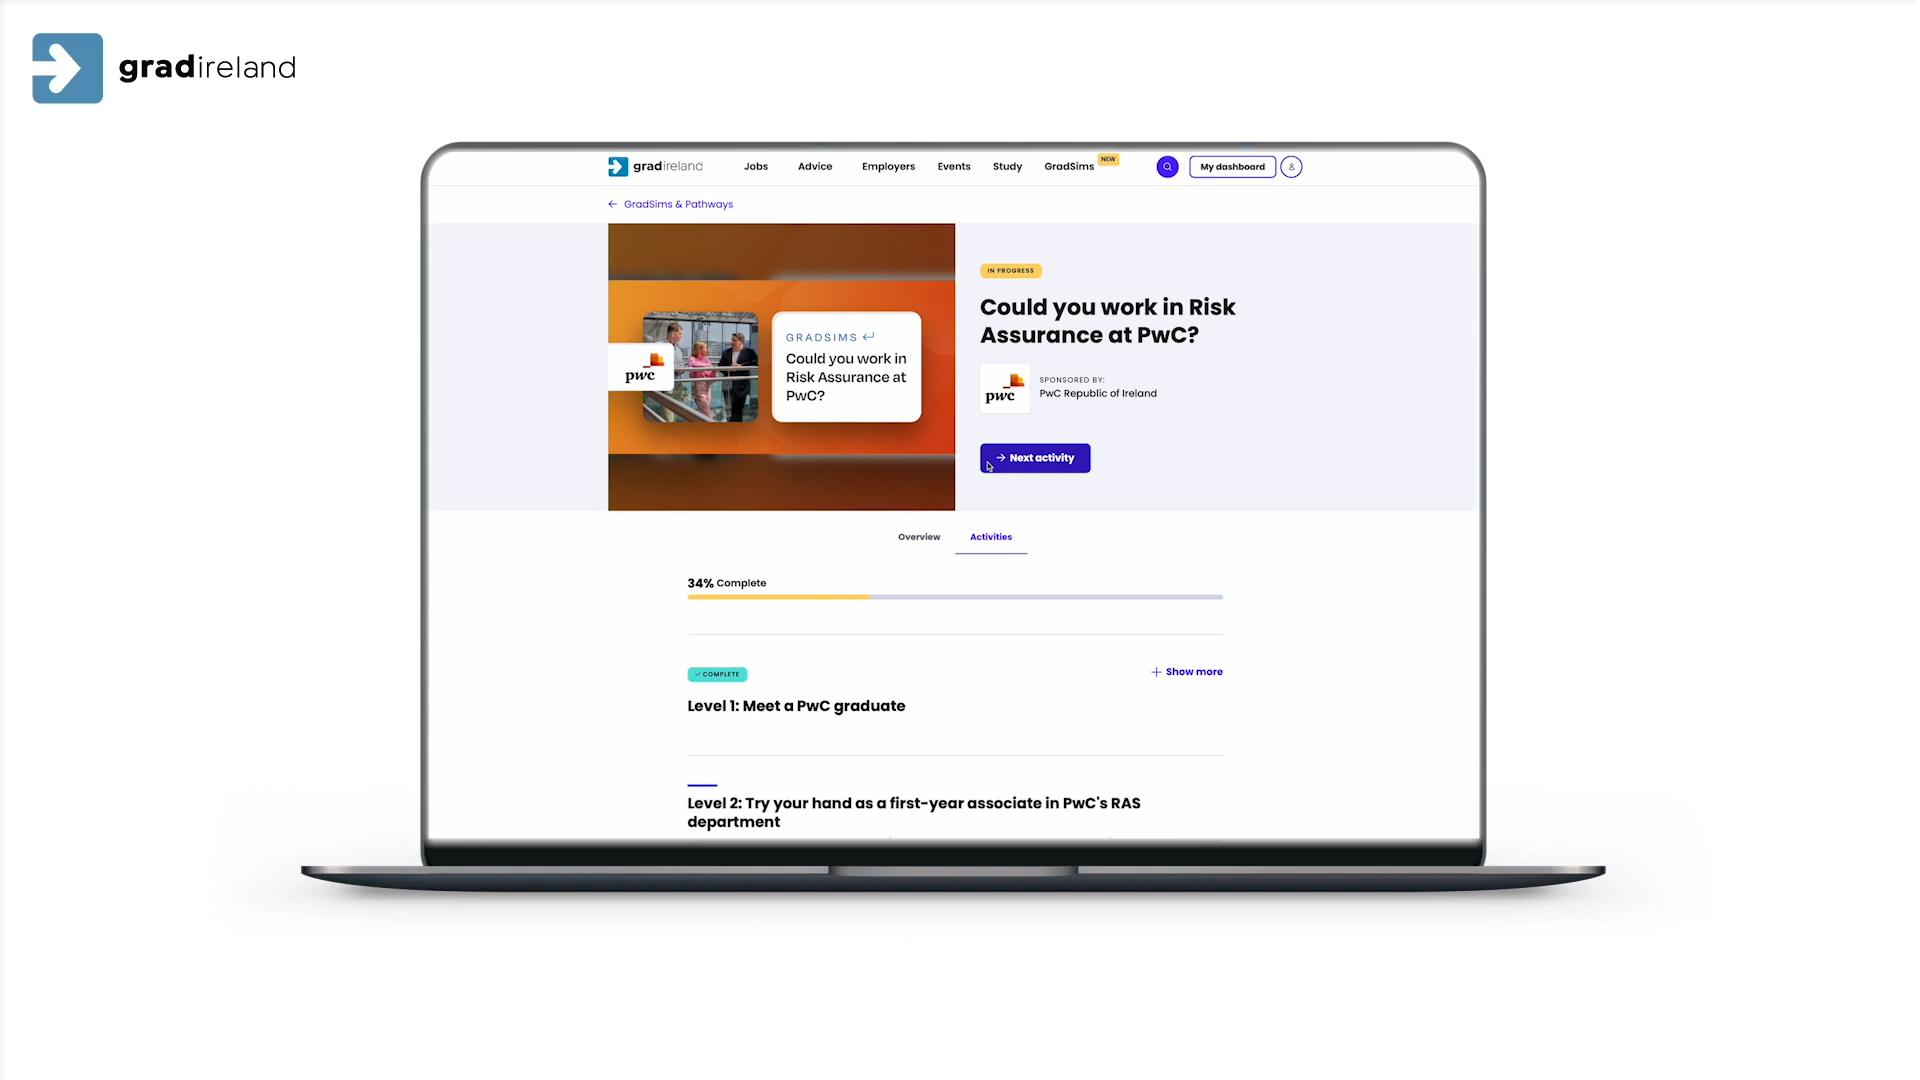 gradireland
gradireland
Jobs
Advice
Employers
Events
Study
GradSims
NEW
My dashboard
GradSims & Pathways
pwc
GRADSIMS
Could you work in
Risk Assurance at
PwC?
IN PROGRESS
Could you work in Risk
Assurance at PwC?
pwc
SPONSORED BY:
PwC Republic of Ireland
Next activity
Overview
Activities
34% Complete
COMPLETE
Show more
Level 1: Meet a PwC graduate
Level 2: Try your hand as a first-year associate in PwC's RAS
department